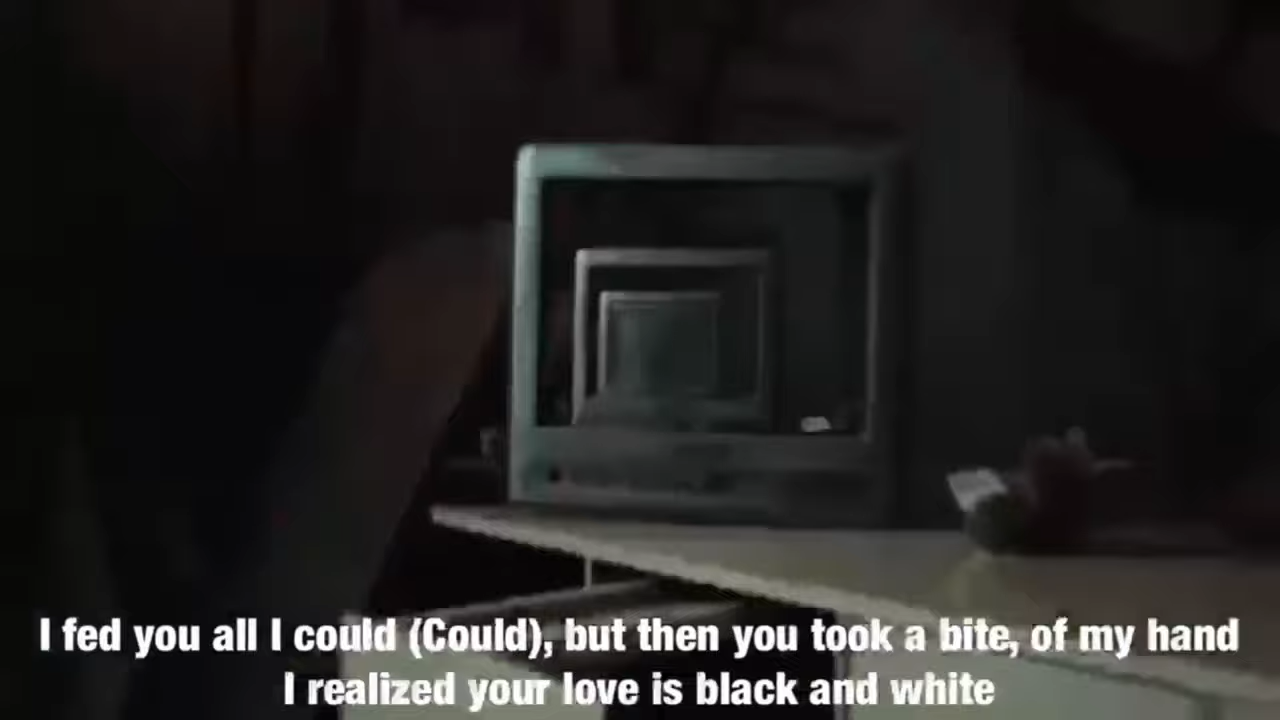 I fed you all I could (Could), but then you took a bite, of my hand
I realized your love is black and white